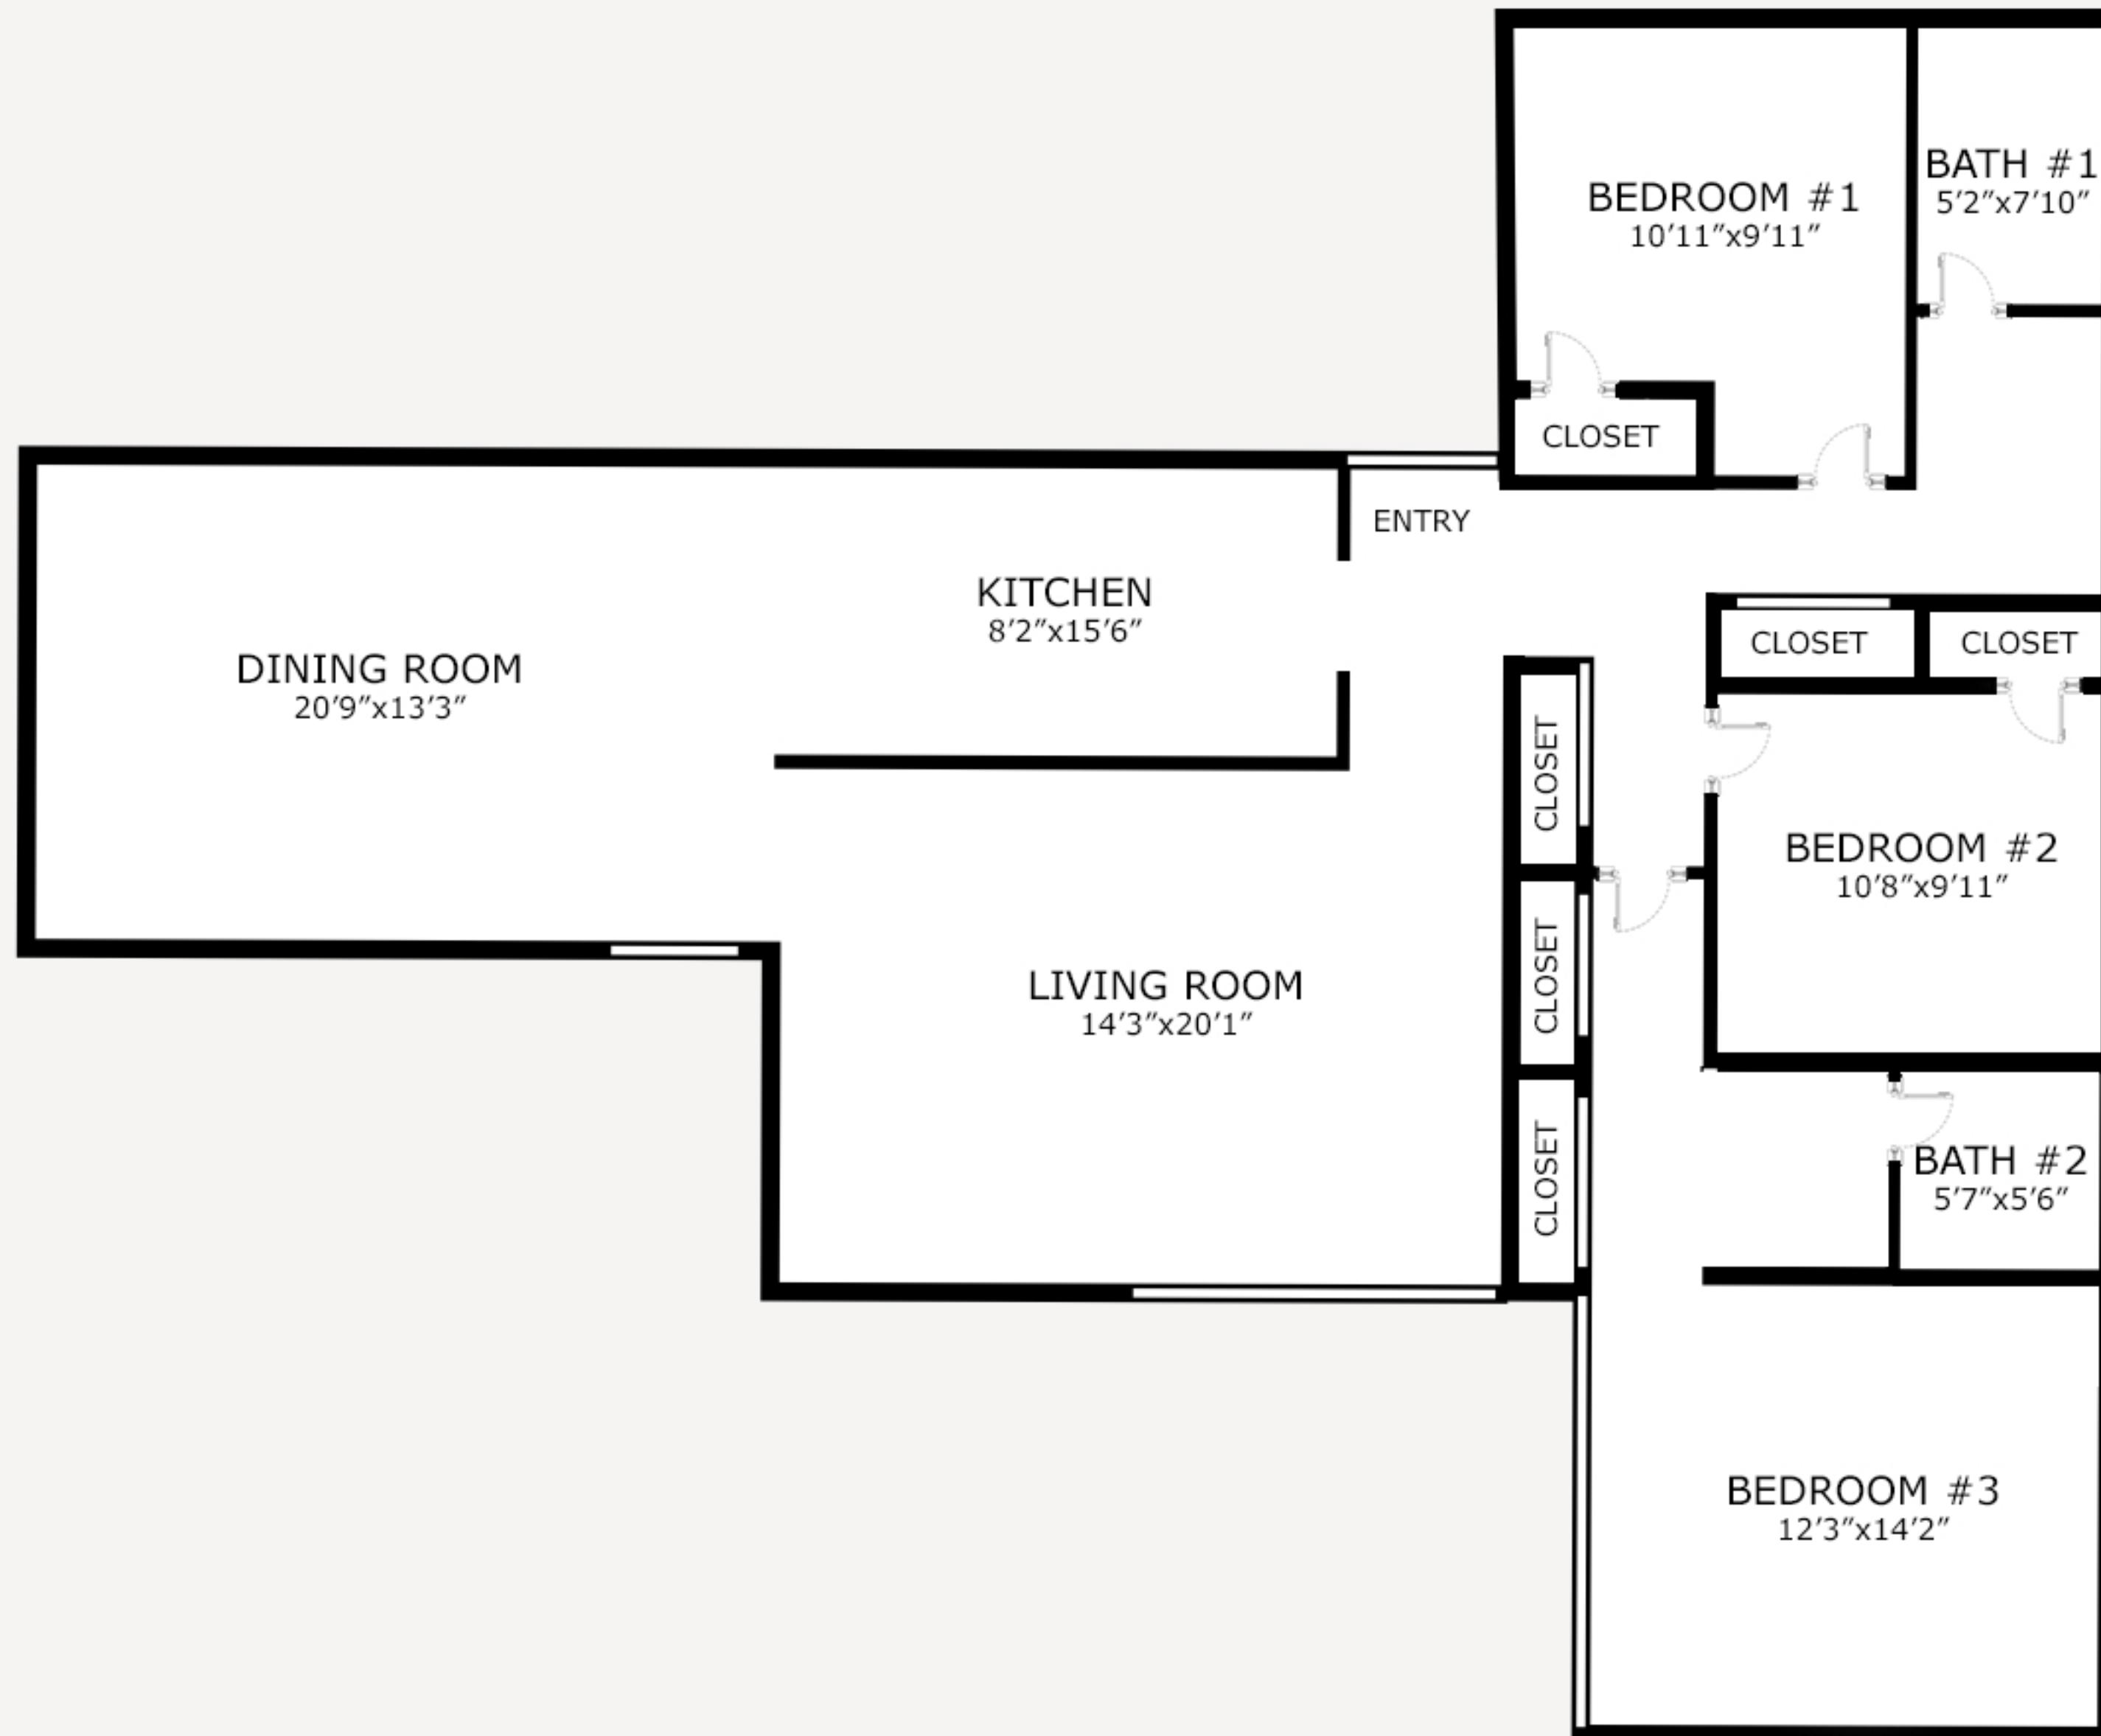 BATH #1
5′2″x7′10″
BEDROOM #1
10′11″x9′11″
CLOSET
ENTRY
KITCHEN
8′2″x15′6″
DINING ROOM
20′9″x13′3″
CLOSET
CLOSET
CLOSET
BEDROOM #2
10′8″x9′11″
CLOSET
LIVING ROOM
14′3″x20′1″
CLOSET
BATH #2
5′7″x5′6″
BEDROOM #3
12′3″x14′2″